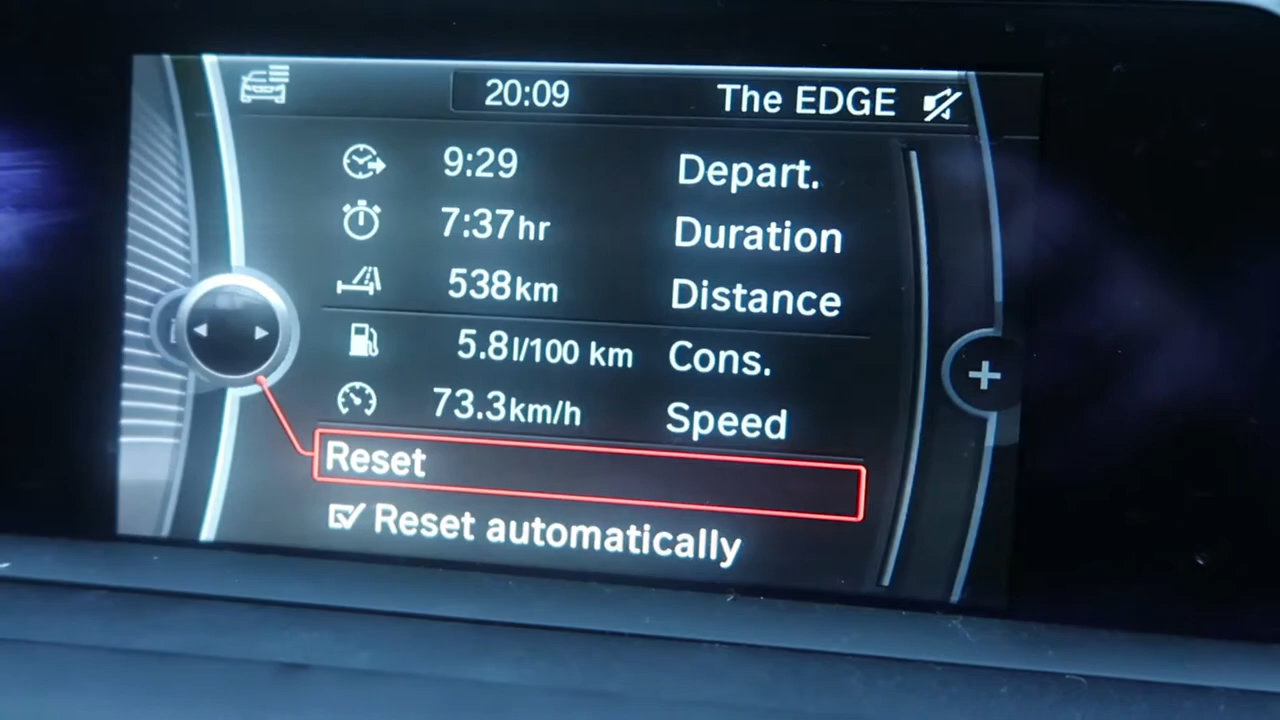 20:09 The EDGE
9:29 Depart.
7:37hr Duration
538km Distance
5.8l/100 km Cons.
73.3km/h Speed
Reset
Reset automatically